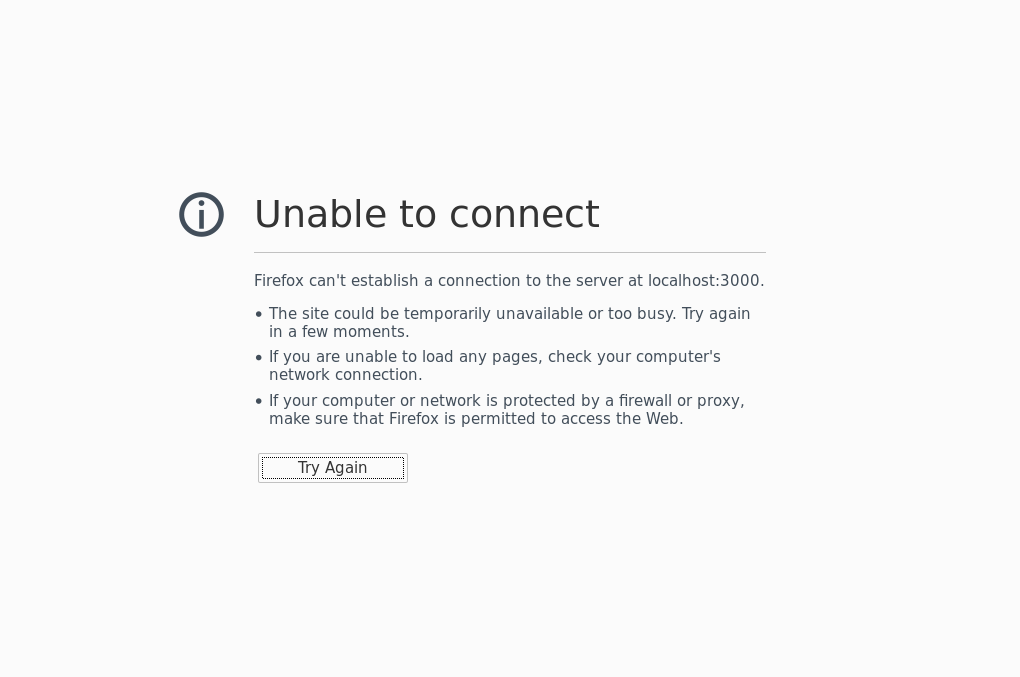 Unable to connect
Firefox can't establish a connection to the server at localhost:3000.
• The site could be temporarily unavailable or too busy. Try again
in a few moments.
• If you are unable to load any pages, check your computer's
network connection.
• If your computer or network is protected by a firewall or proxy,
make sure that Firefox is permitted to access the Web.
Try Again